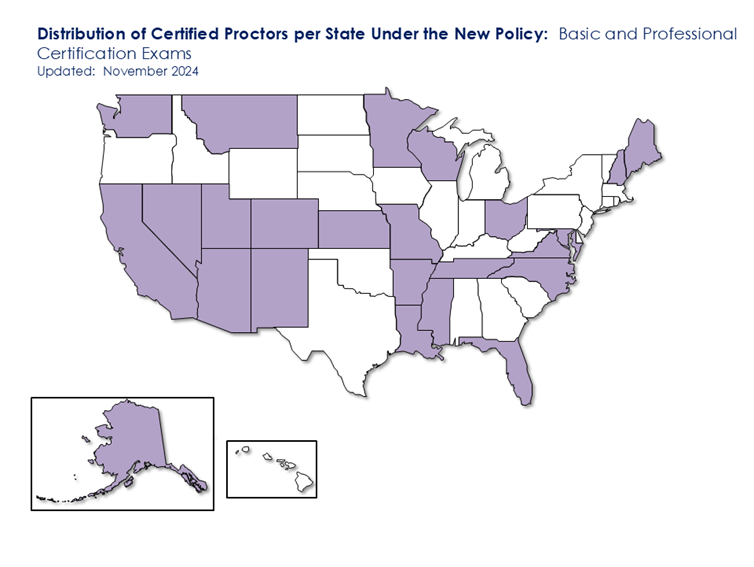 Distribution of Certified Proctors per State Under the New Policy: Basic and Professional
Certification Exams
Updated: November 2024